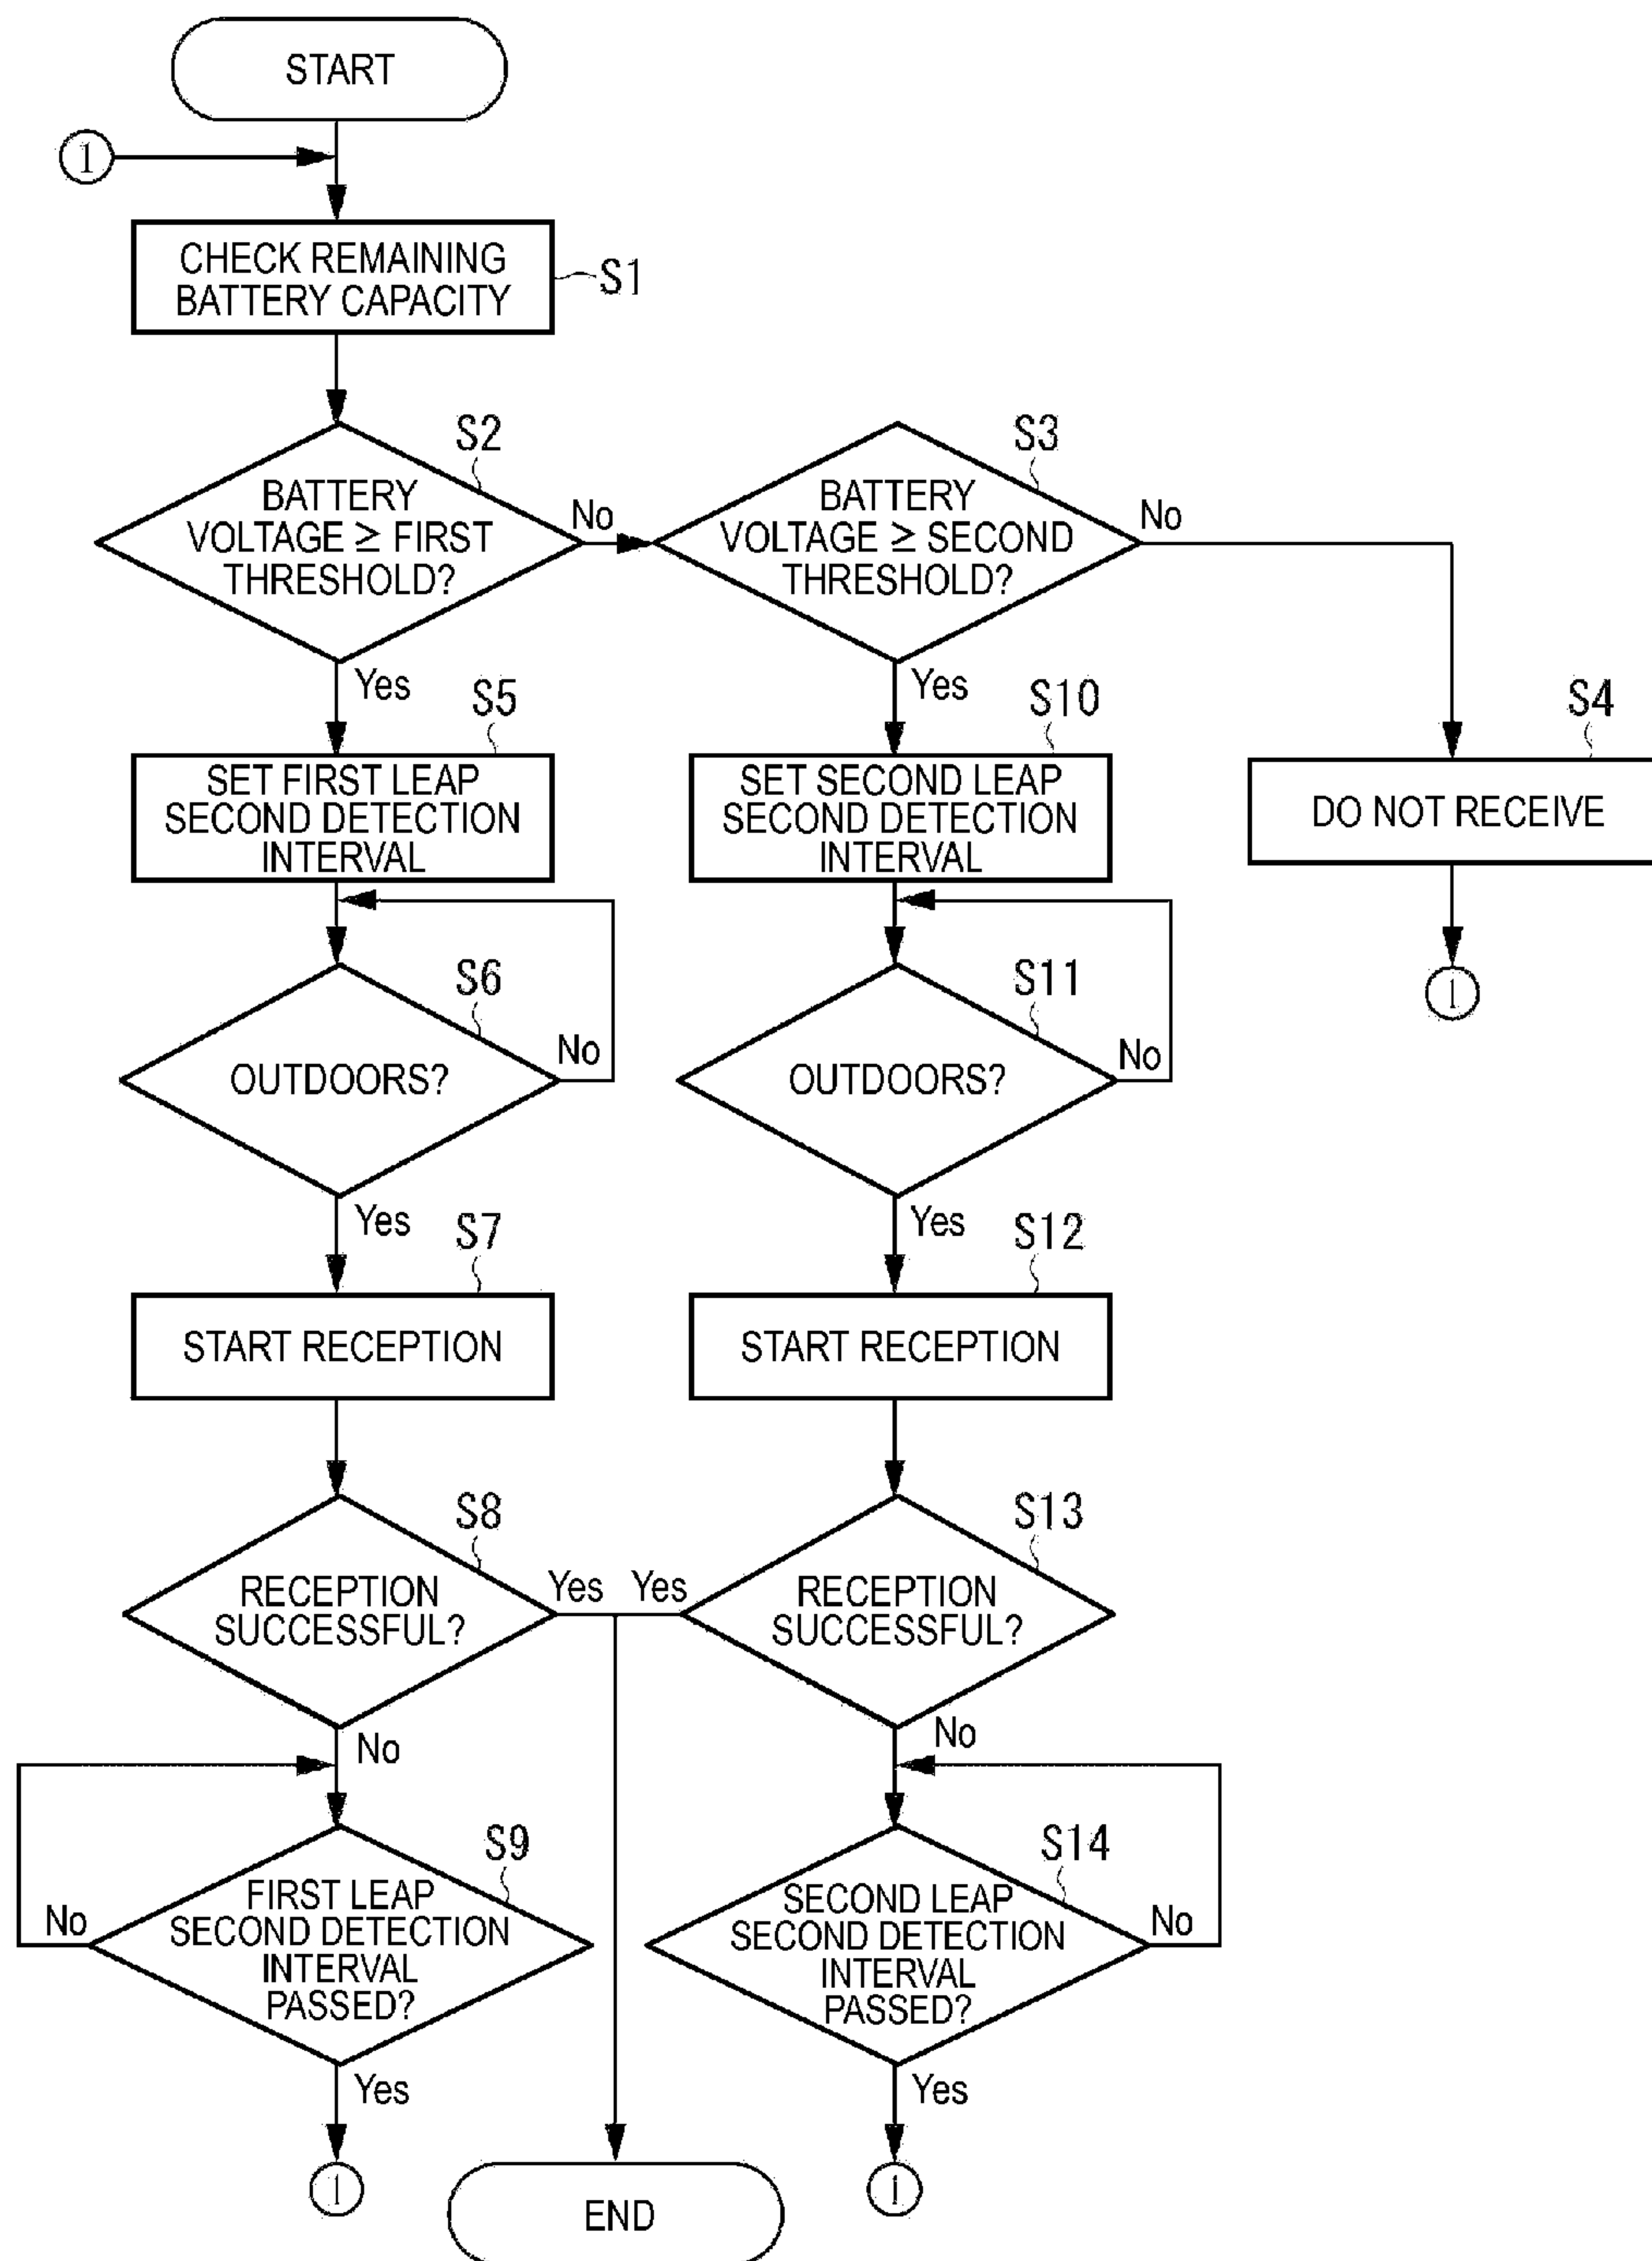 START
1
CHECK REMAINING
BATTERY CAPACITY
S1
S2
BATTERY
VOLTAGE ≥ FIRST
THRESHOLD?
No
Yes
S3
BATTERY
VOLTAGE ≥ SECOND
THRESHOLD?
No
Yes
S5
SET FIRST LEAP
SECOND DETECTION
INTERVAL
S10
SET SECOND LEAP
SECOND DETECTION
INTERVAL
S4
DO NOT RECEIVE
1
S6
OUTDOORS?
No
Yes
S11
OUTDOORS?
No
Yes
S7
START RECEPTION
S12
START RECEPTION
S8
RECEPTION
SUCCESSFUL?
Yes
No
S13
RECEPTION
SUCCESSFUL?
Yes
No
S9
FIRST LEAP
SECOND DETECTION
INTERVAL
PASSED?
No
Yes
1
S14
SECOND LEAP
SECOND DETECTION
INTERVAL
PASSED?
No
Yes
1
END